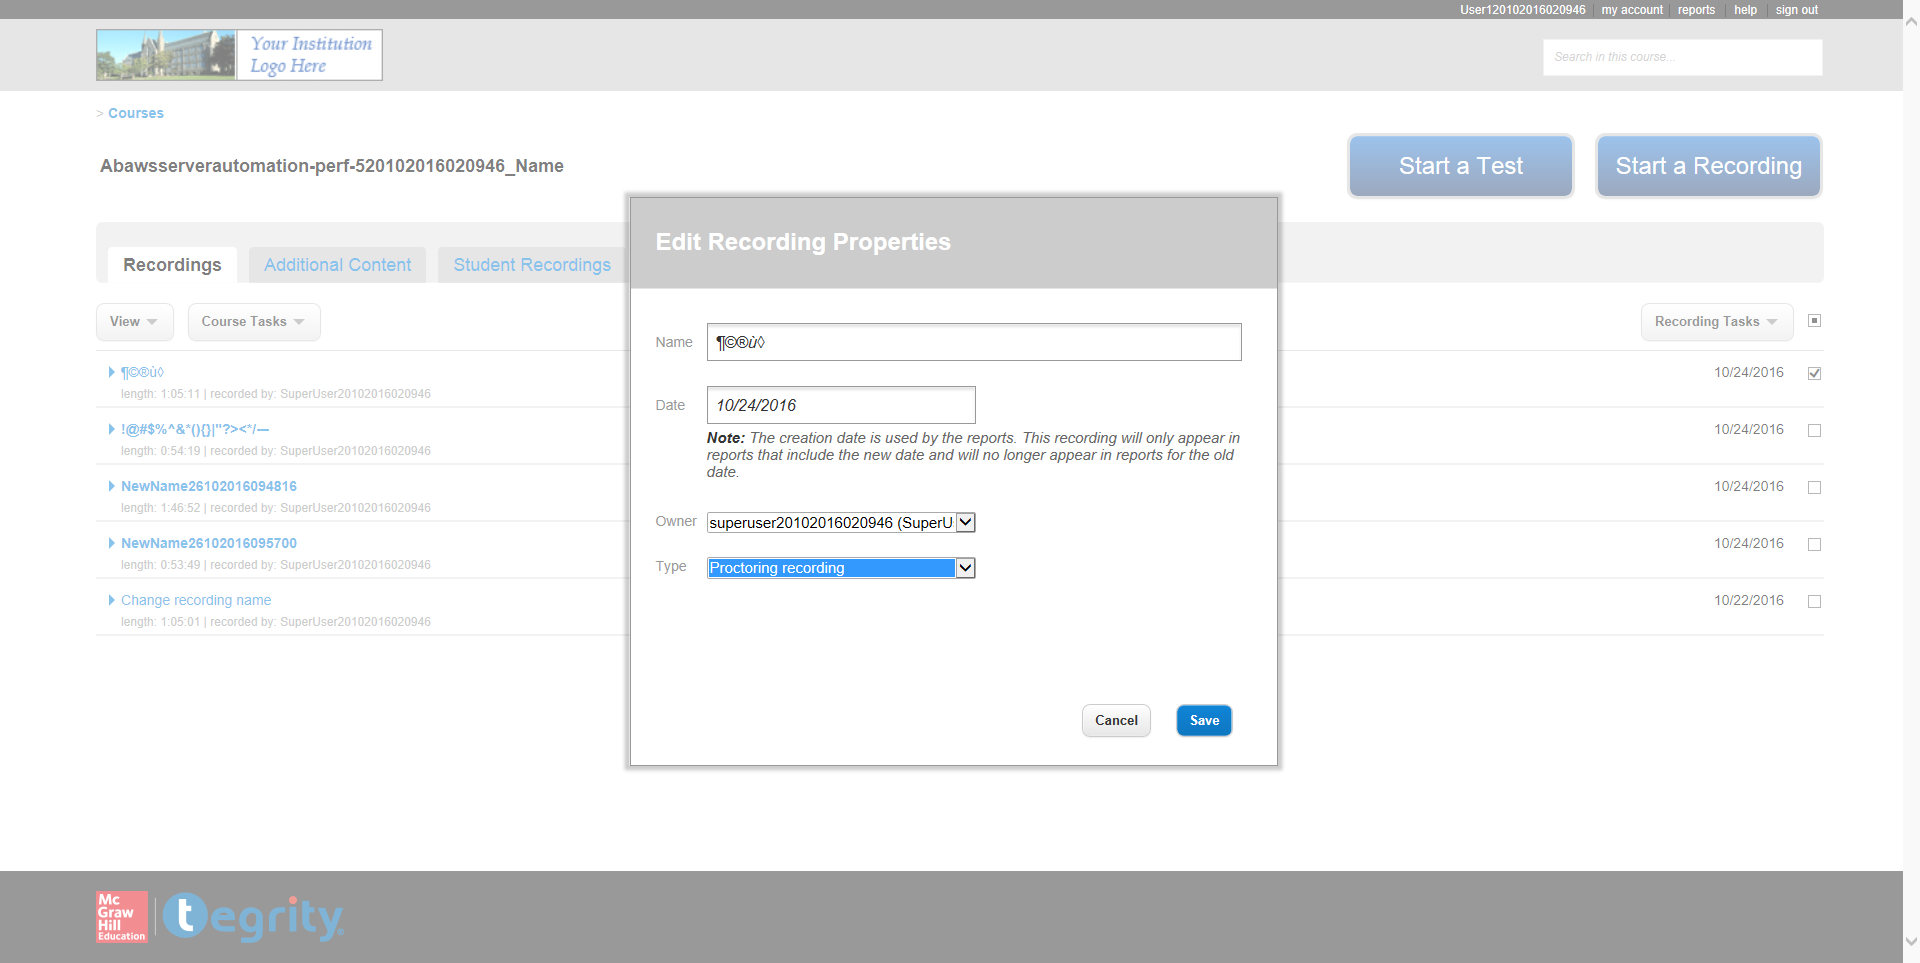 User120102016020946 my account reports help sign out
Your Institution
Logo Here
Search in this course...
> Courses
Abawsserverautomation-perf-520102016020946_Name
Start a Test
Start a Recording
Edit Recording Properties
Recordings
Additional Content
Student Recordings
View
Course Tasks
Recording Tasks
Name
¶©®ù◊
Date
10/24/2016
Note: The creation date is used by the reports. This recording will only appear in
reports that include the new date and will no longer appear in reports for the old
date.
Owner
superuser20102016020946 (SuperU
Type
Proctoring recording
Cancel
Save
¶©®ù◊
10/24/2016
length: 1:05:11 | recorded by: SuperUser20102016020946
!@#$%^&*(){}|"?><*/—
10/24/2016
length: 0:54:19 | recorded by: SuperUser20102016020946
NewName26102016094816
10/24/2016
length: 1:46:52 | recorded by: SuperUser20102016020946
NewName26102016095700
10/24/2016
length: 0:53:49 | recorded by: SuperUser20102016020946
Change recording name
10/22/2016
length: 1:05:01 | recorded by: SuperUser20102016020946
Mc
Graw
Hill
Education
tegrity